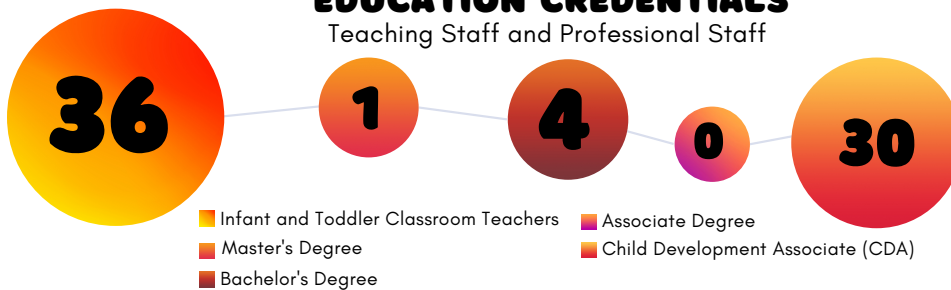 EDUCATION CREDENTIALS
Teaching Staff and Professional Staff
36
1
4
0
30
Infant and Toddler Classroom Teachers
Master's Degree
Bachelor's Degree
Associate Degree
Child Development Associate (CDA)